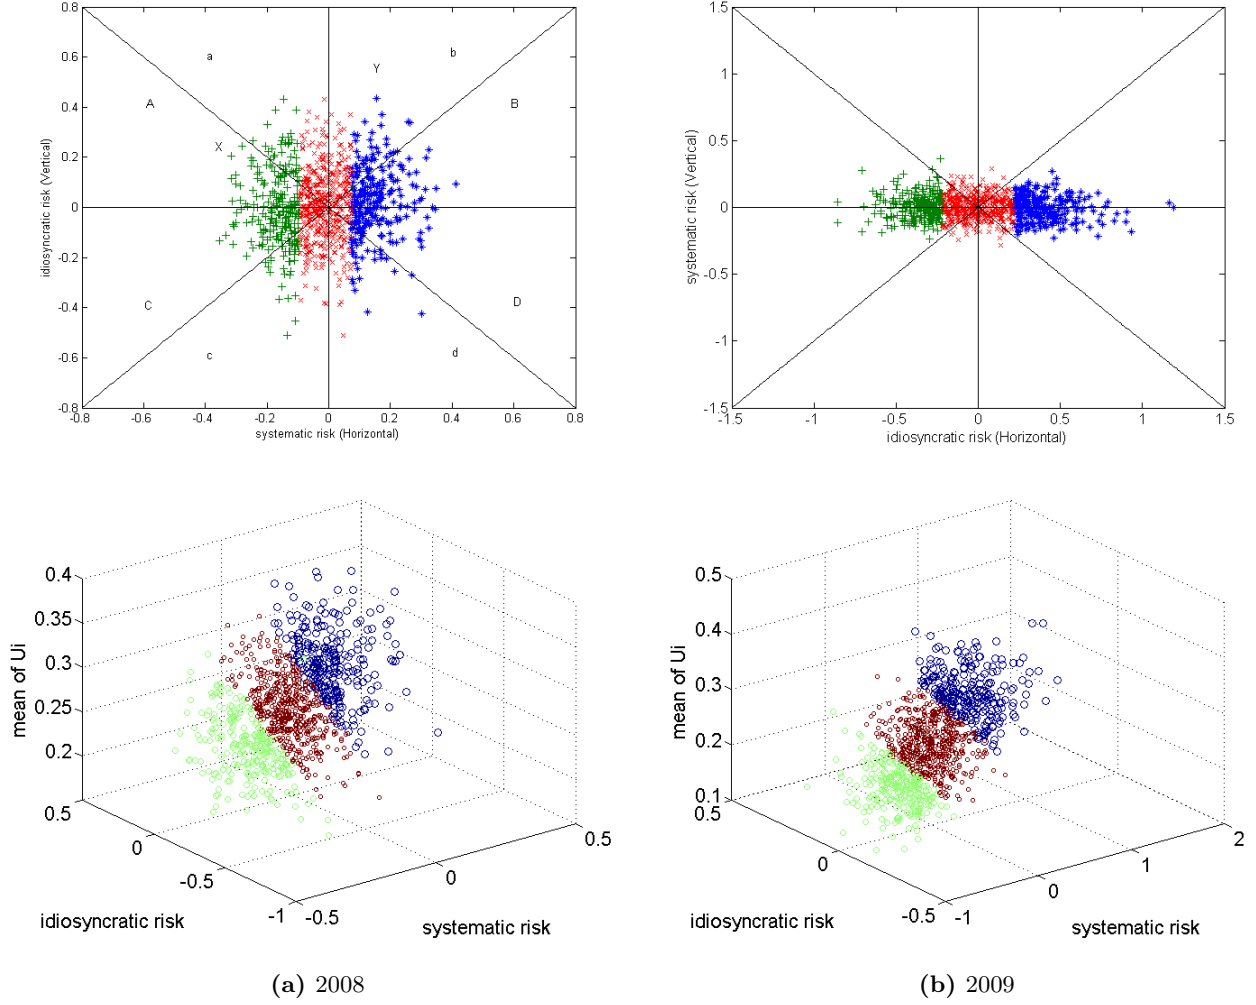 0.8
0.6
0.4
0.2
0
-0.2
-0.4
-0.6
-0.8
-0.8
-0.6
-0.4
-0.2
0
0.2
0.4
0.6
0.8
idiosyncratic risk (Vertical)
systematic risk (Horizontal)
a
b
Y
A
B
X
C
D
c
d
1.5
1
0.5
0
-0.5
-1
-1.5
-1.5
-1
-0.5
0
0.5
1
1.5
systematic risk (Vertical)
idiosyncratic risk (Horizontal)
0.4
0.35
0.3
0.25
0.2
0.5
0
-0.5
-1
-0.5
0
0.5
mean of Ui
idiosyncratic risk
systematic risk
0.5
0.4
0.3
0.2
0.1
0.5
0
-0.5
-1
0
1
2
mean of Ui
idiosyncratic risk
systematic risk
(a) 2008
(b) 2009